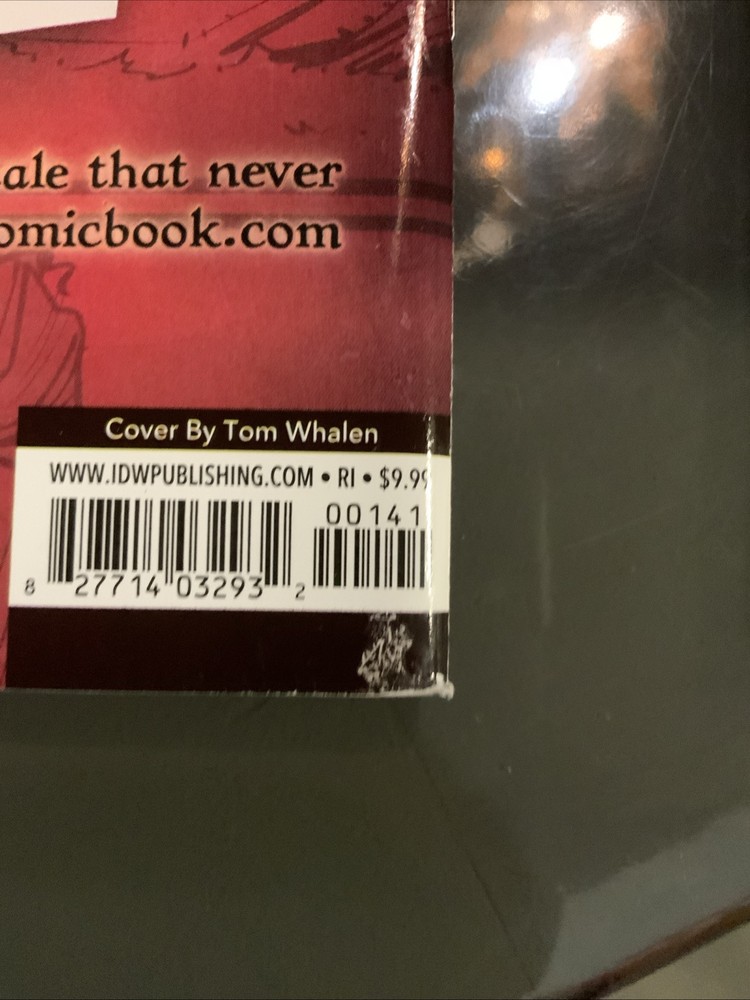 ale that never
omicbook.com
Cover By Tom Whalen
WWW.IDWPUBLISHING.COM • RI • $9.99
00141
8 27714 03293 2